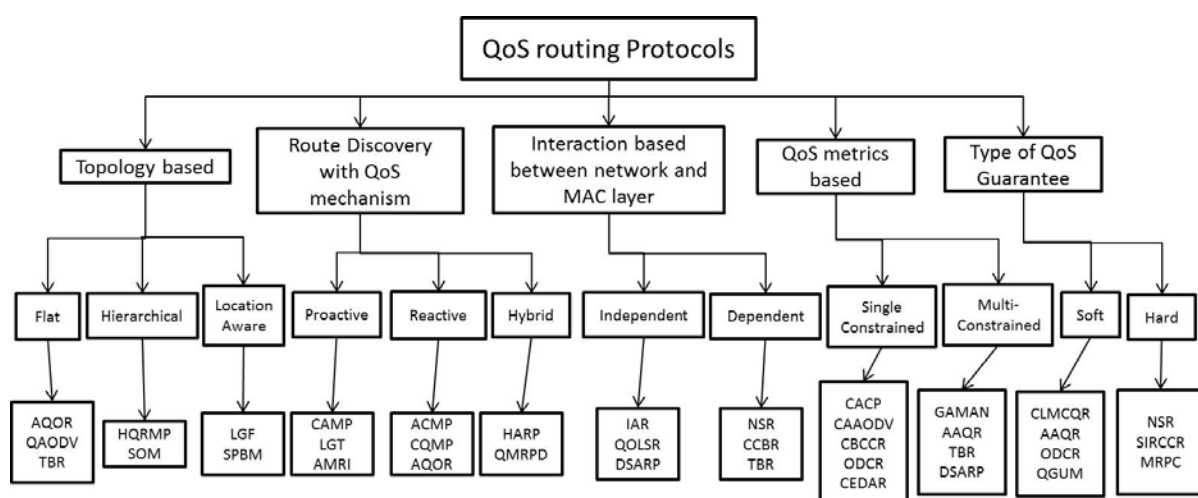 QoS routing Protocols
Topology based
Route Discovery
with QoS
mechanism
Interaction based
between network and
MAC layer
QoS metrics
based
Type of QoS
Guarantee
Flat
Hierarchical
Location
Aware
Proactive
Reactive
Hybrid
Independent
Dependent
Single
Constrained
Multi-
Constrained
Soft
Hard
AQOR
QAODV
TBR
HQRMP
SOM
LGF
SPBM
CAMP
LGT
AMRI
ACMP
CQMP
AQOR
HARP
QMRPD
IAR
QOLSR
DSARP
NSR
CCBR
TBR
CACP
CAAODV
CBCCR
ODCR
CEDAR
GAMAN
AAQR
TBR
DSARP
CLMCQR
AAQR
ODCR
QGUM
NSR
SIRCCR
MRPC